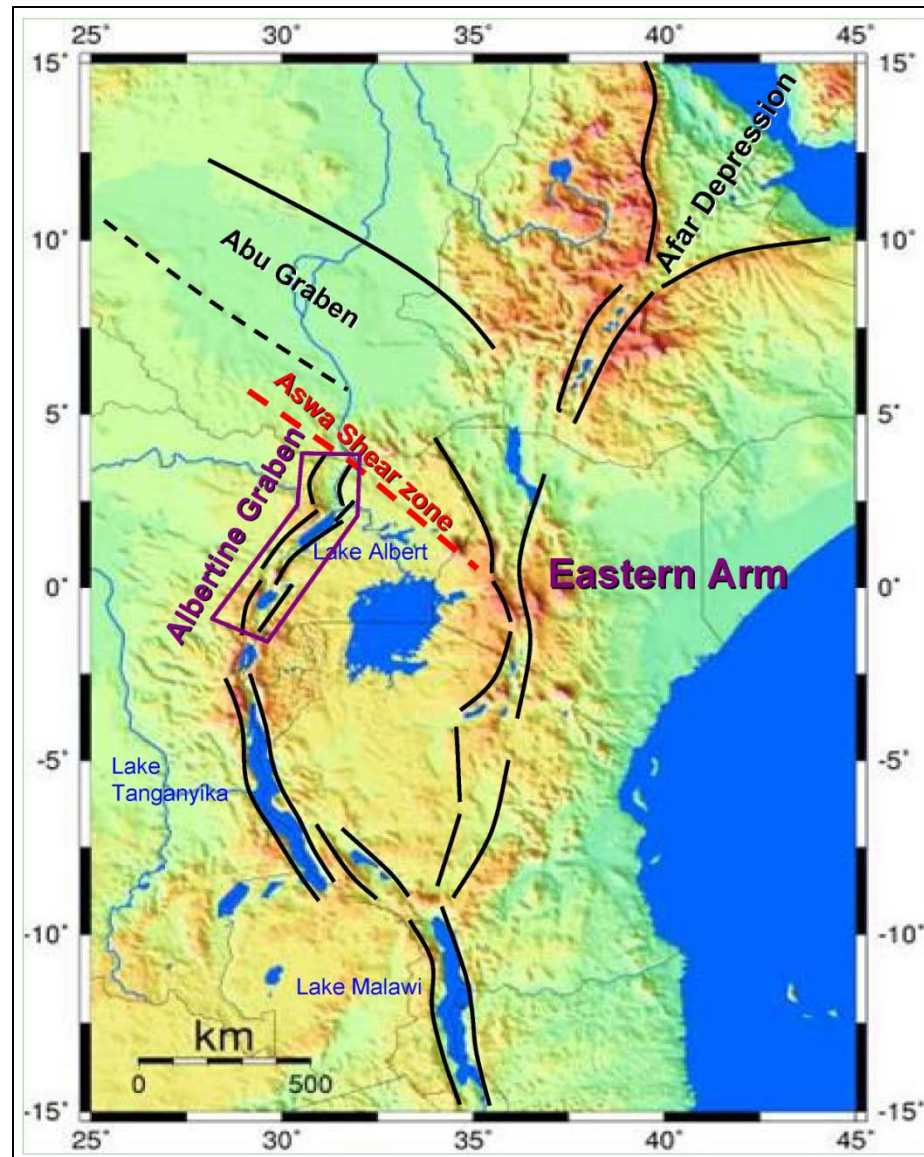 25˚ 30˚ 35˚ 40˚ 45˚
15˚ 15˚
Afar Depression
10˚ 10˚
Abu Graben
5˚ 5˚
Aswa Shear zone
Albertine Graben
Lake Albert
Eastern Arm
0˚ 0˚
-5˚ -5˚
Lake
Tanganyika
-10˚ -10˚
Lake Malawi
km
0 500
-15˚ -15˚
25˚ 30˚ 35˚ 40˚ 45˚